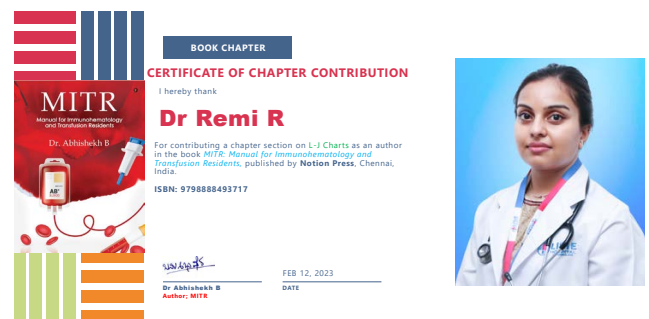 BOOK CHAPTER
CERTIFICATE OF CHAPTER CONTRIBUTION
I hereby thank
Dr Remi R
For contributing a chapter section on L-J Charts as an author
in the book MITR: Manual for Immunohematology and
Transfusion Residents, published by Notion Press, Chennai,
India.
ISBN: 9798888493717
FEB 12, 2023
Dr Abhishekh B
DATE
Author; MITR
MITR
Manual for Immunohematology
and Transfusion Residents
Dr. Abhishekh B
AB+